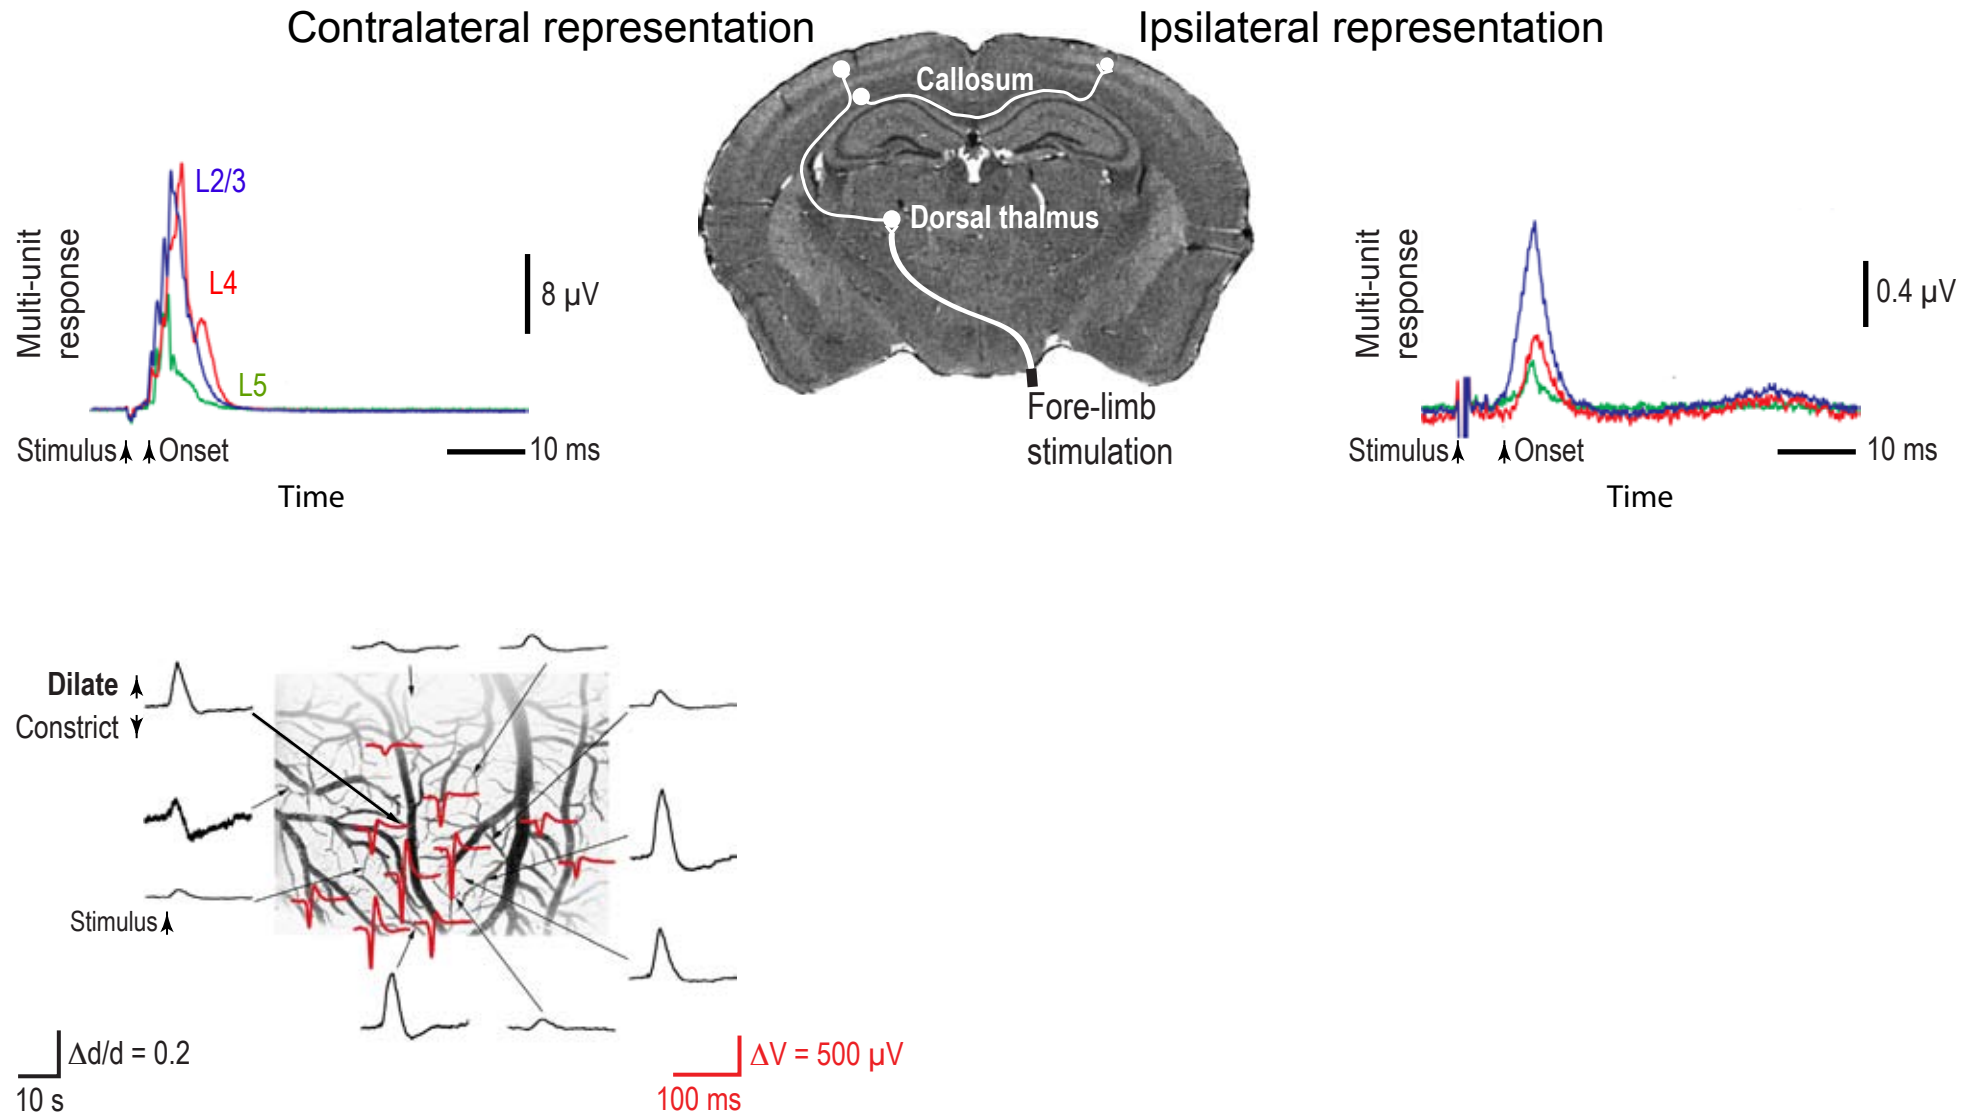 Contralateral representation
Ipsilateral representation
Callosum
Dorsal thalmus
Fore-limb
stimulation
Multi-unit
response
L2/3
L4
L5
8 µV
Stimulus
Onset
10 ms
Time
Multi-unit
response
0.4 µV
Stimulus
Onset
10 ms
Time
Dilate
Constrict
Stimulus
Δd/d = 0.2
10 s
ΔV = 500 µV
100 ms